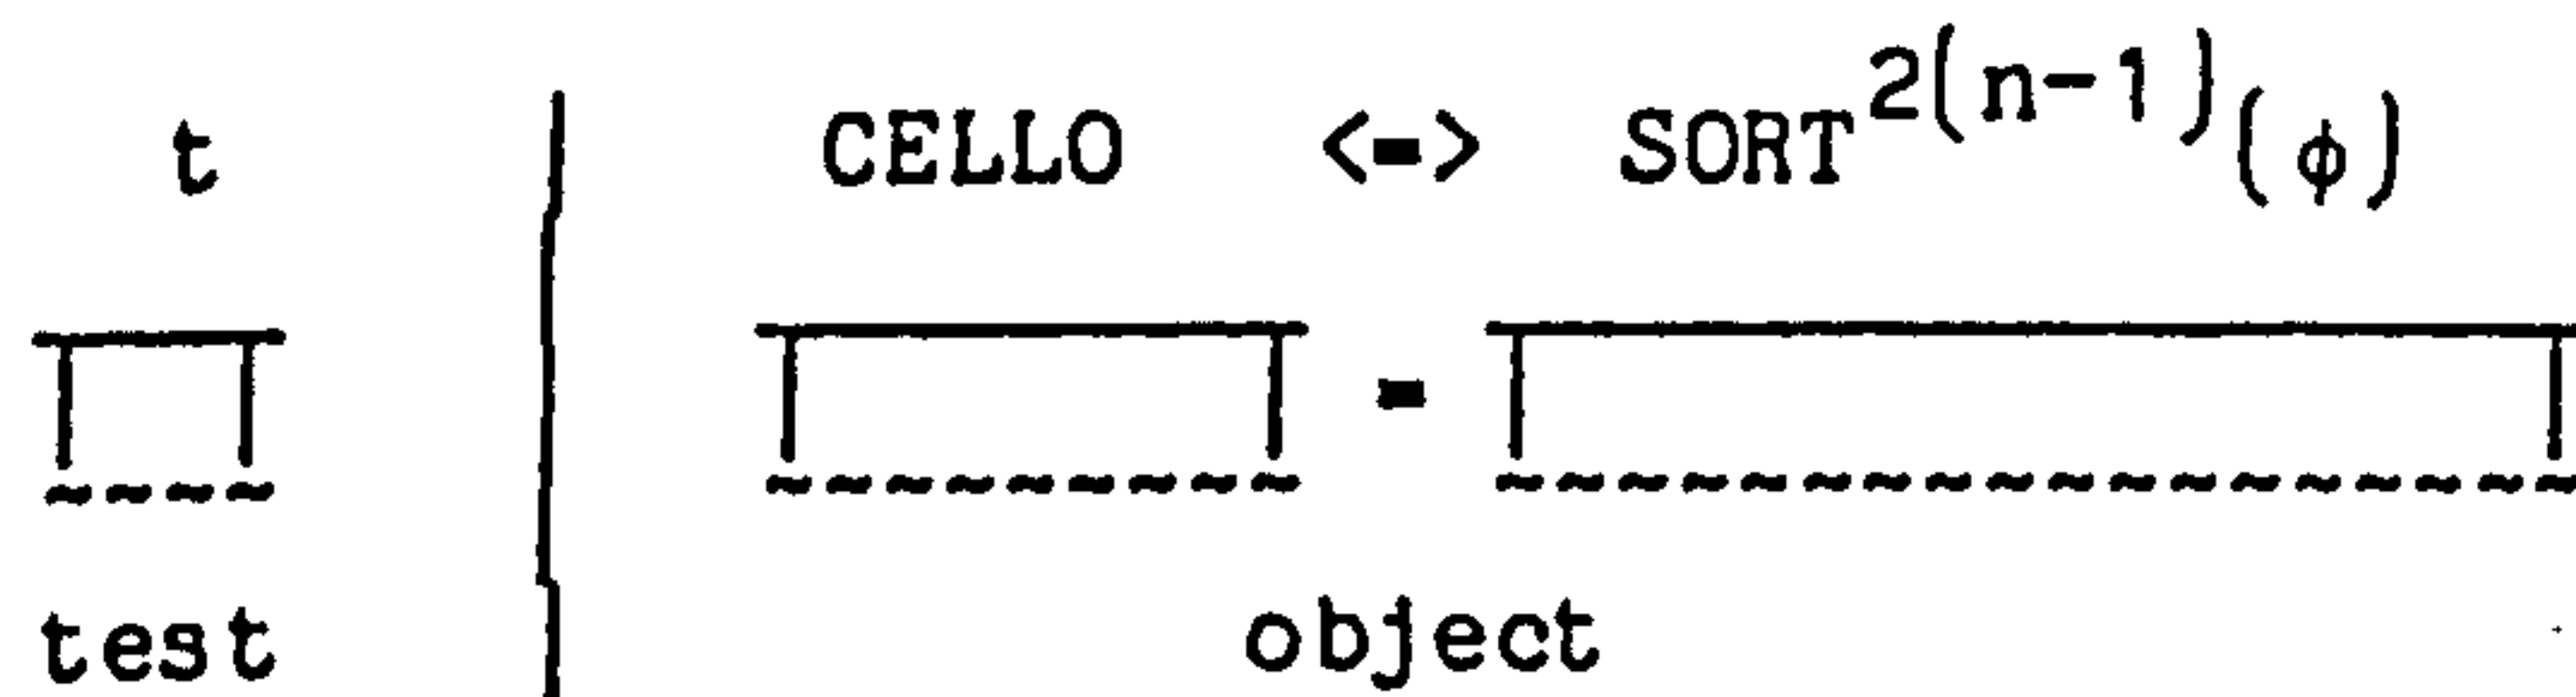 t | CELLO <=> SORT^2(n-1)(ϕ)
=
test | object